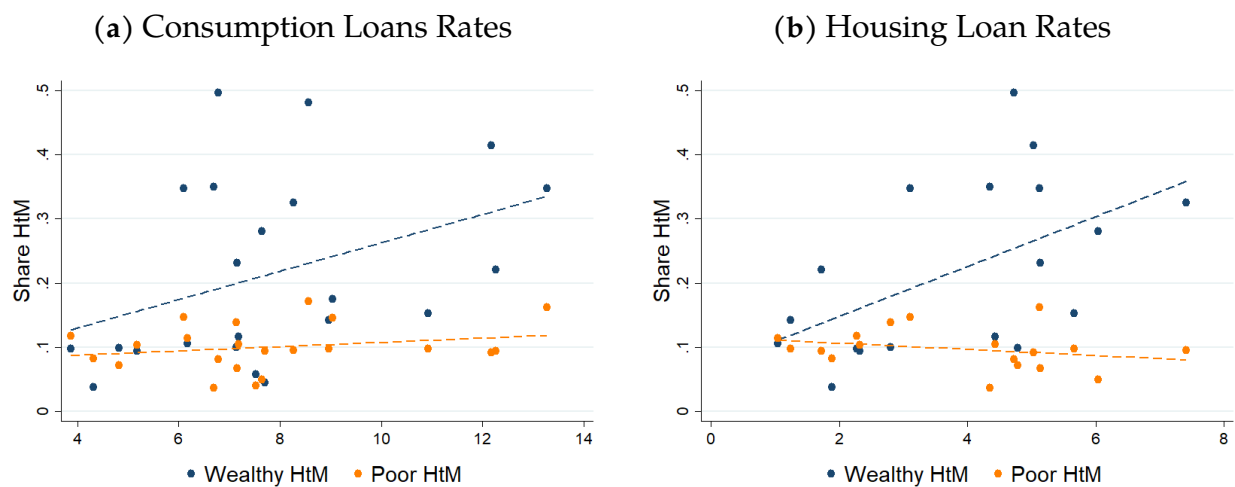 (a) Consumption Loans Rates
Share HtM
.5
.4
.3
.2
.1
0
4 6 8 10 12 14
Wealthy HtM Poor HtM
(b) Housing Loan Rates
Share HtM
.5
.4
.3
.2
.1
0
0 2 4 6 8
Wealthy HtM Poor HtM